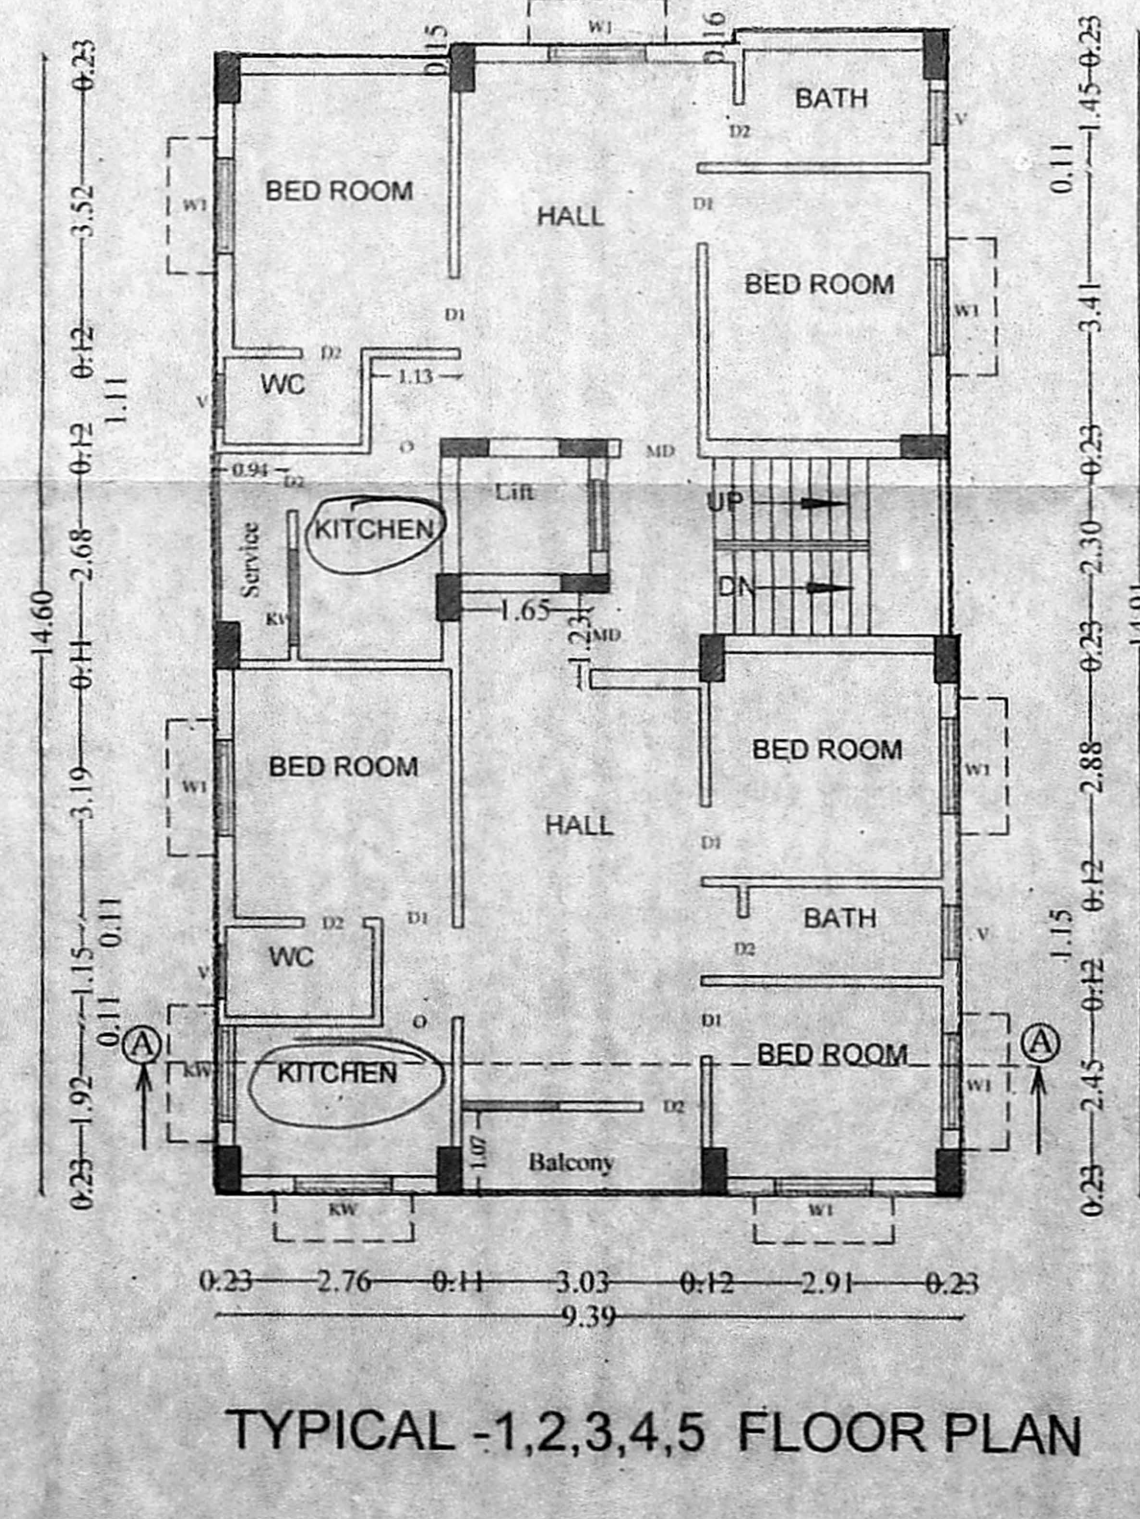 W1
0.15
0.16
0.23
0.23
BATH
1.45
V
D2
0.11
BED ROOM
W1
3.52
HALL
D1
BED ROOM
W1
3.41
D1
0.12
D2
WC
1.13
V
1.11
0.12
O
MD
0.23
0.94
D2
Lift
UP
KITCHEN
Service
2.68
2.30
DN
14.60
1.65
1.23
MD
KW
0.11
0.23
BED ROOM
W1
BED ROOM
W1
3.19
2.88
HALL
D1
0.12
0.11
D2
D1
BATH
V
1.15
D2
WC
V
1.15
0.12
0.11
O
D1
A
A
BED ROOM
KITCHEN
KW
W1
1.92
2.45
D2
1.07
Balcony
0.23
0.23
KW
W1
0.23 2.76 0.11 3.03 0.12 2.91 0.23
9.39
TYPICAL -1,2,3,4,5 FLOOR PLAN